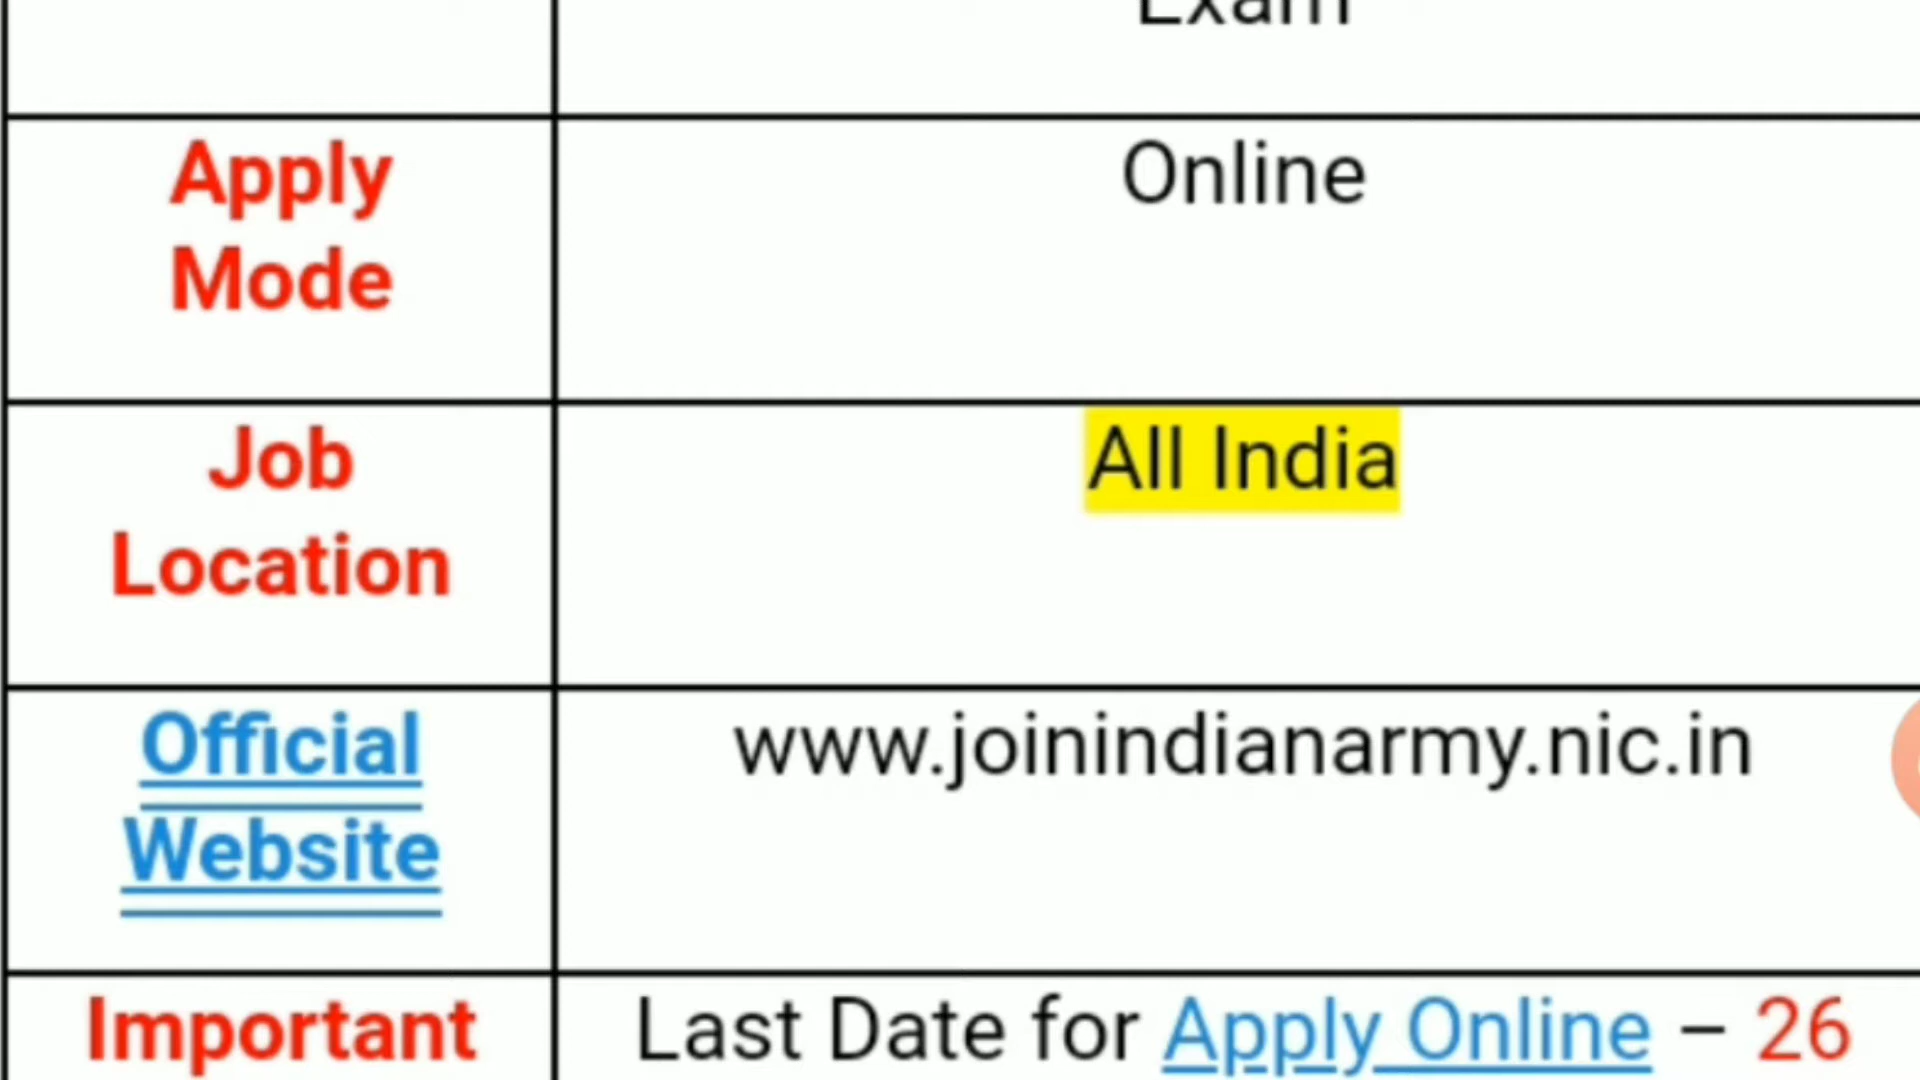 Exam
Apply
Mode
Online
Job
Location
All India
Official
Website
www.joinindianarmy.nic.in
Important
Last Date for Apply Online – 26